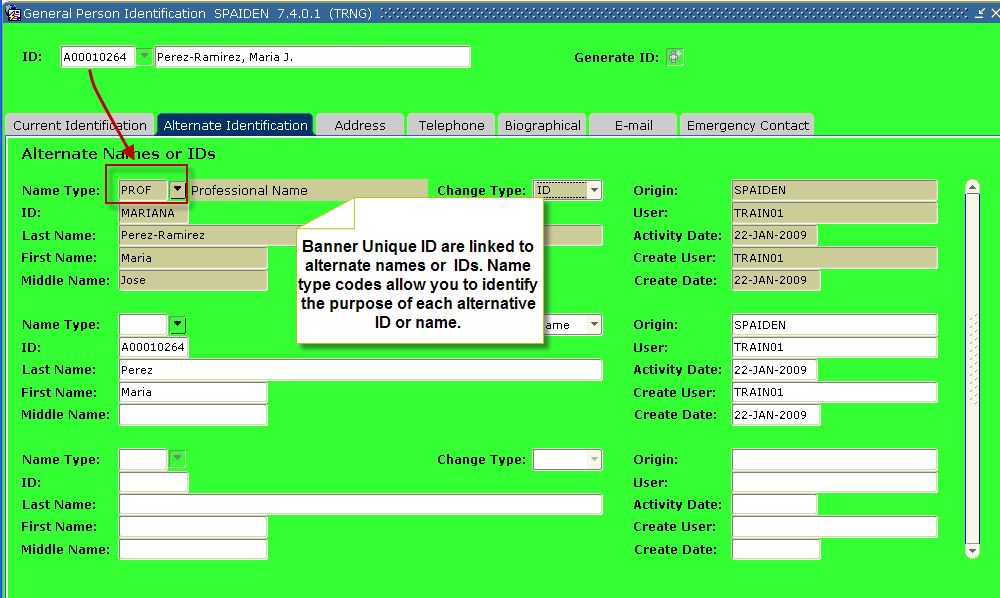 General Person Identification SPAIDEN 7.4.0.1 (TRNG)
ID: A00010264 Perez-Ramirez, Maria J. Generate ID:
Current Identification Alternate Identification Address Telephone Biographical E-mail Emergency Contact
Alternate Names or IDs
Name Type: PROF Professional Name Change Type: ID Origin: SPAIDEN
ID: MARIANA User: TRAIN01
Last Name: Perez-Ramirez Activity Date: 22-JAN-2009
First Name: Maria Create User: TRAIN01
Middle Name: Jose Create Date: 22-JAN-2009
Banner Unique ID are linked to
alternate names or IDs. Name
type codes allow you to identify
the purpose of each alternative
ID or name.
Name Type: ame Origin: SPAIDEN
ID: A00010264 User: TRAIN01
Last Name: Perez Activity Date: 22-JAN-2009
First Name: Maria Create User: TRAIN01
Middle Name: Create Date: 22-JAN-2009
Name Type: Change Type: Origin:
ID: User:
Last Name: Activity Date:
First Name: Create User:
Middle Name: Create Date: